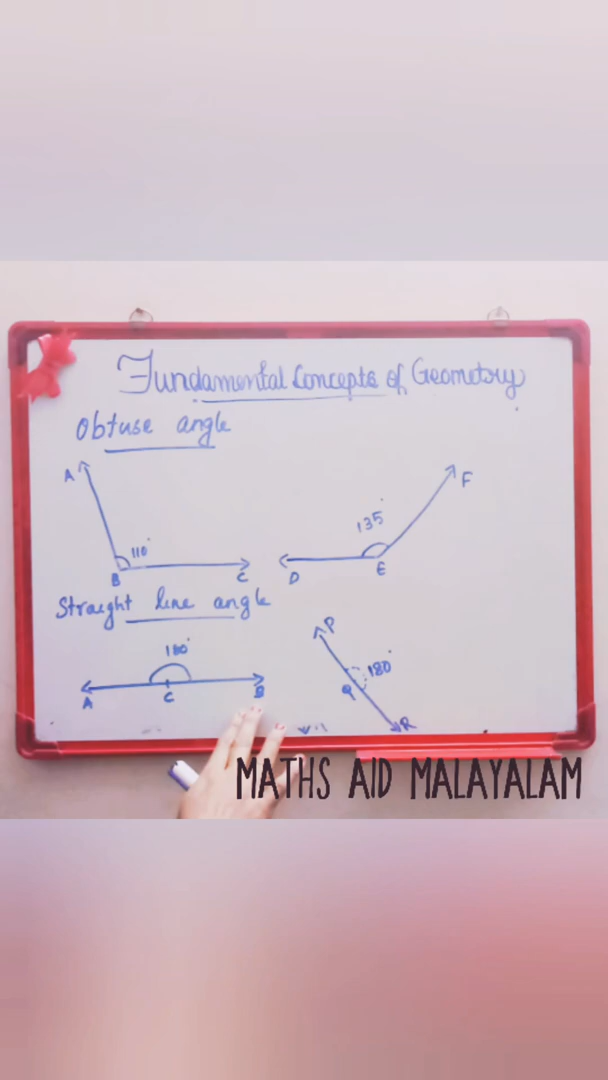 Fundamental Concepts of Geometry
Obtuse angle
A
F
135°
110°
B
C
D
E
Straight line angle
P
180°
180°
A
C
B
Q
R
MATHS AID MALAYALAM